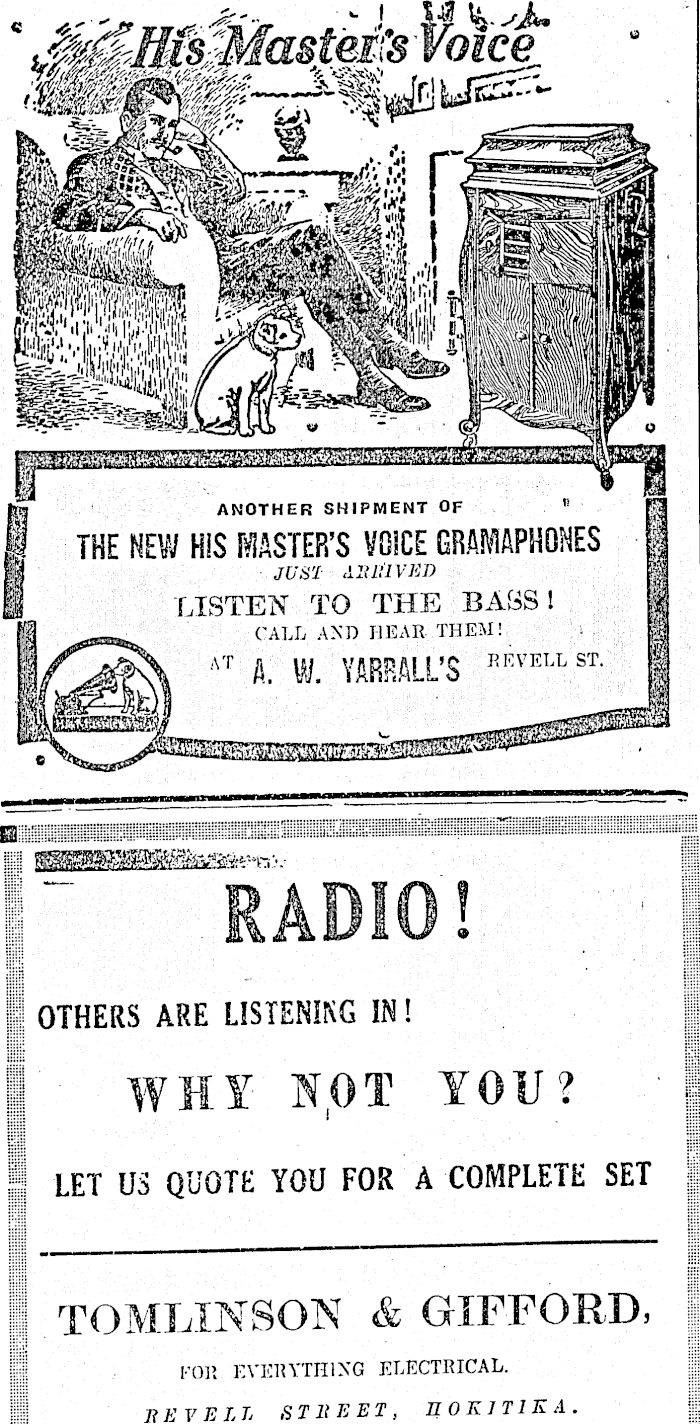 His Master's Voice
ANOTHER SHIPMENT OF
THE NEW HIS MASTER'S VOICE GRAMAPHONES
JUST ARRIVED
LISTEN TO THE BASS!
CALL AND HEAR THEM!
AT A. W. YARRALL'S REVELL ST.
RADIO!
OTHERS ARE LISTENING IN!
WHY NOT YOU?
LET US QUOTE YOU FOR A COMPLETE SET
TOMLINSON & GIFFORD,
FOR EVERYTHING ELECTRICAL.
REVELL STREET, HOKITIKA.